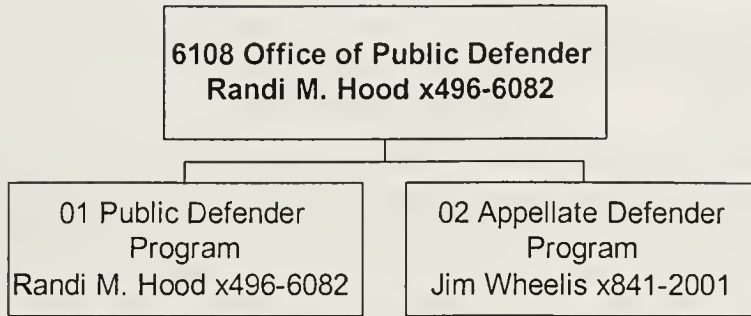 6108 Office of Public Defender
Randi M. Hood x496-6082
01 Public Defender
Program
Randi M. Hood x496-6082
02 Appellate Defender
Program
Jim Wheelis x841-2001